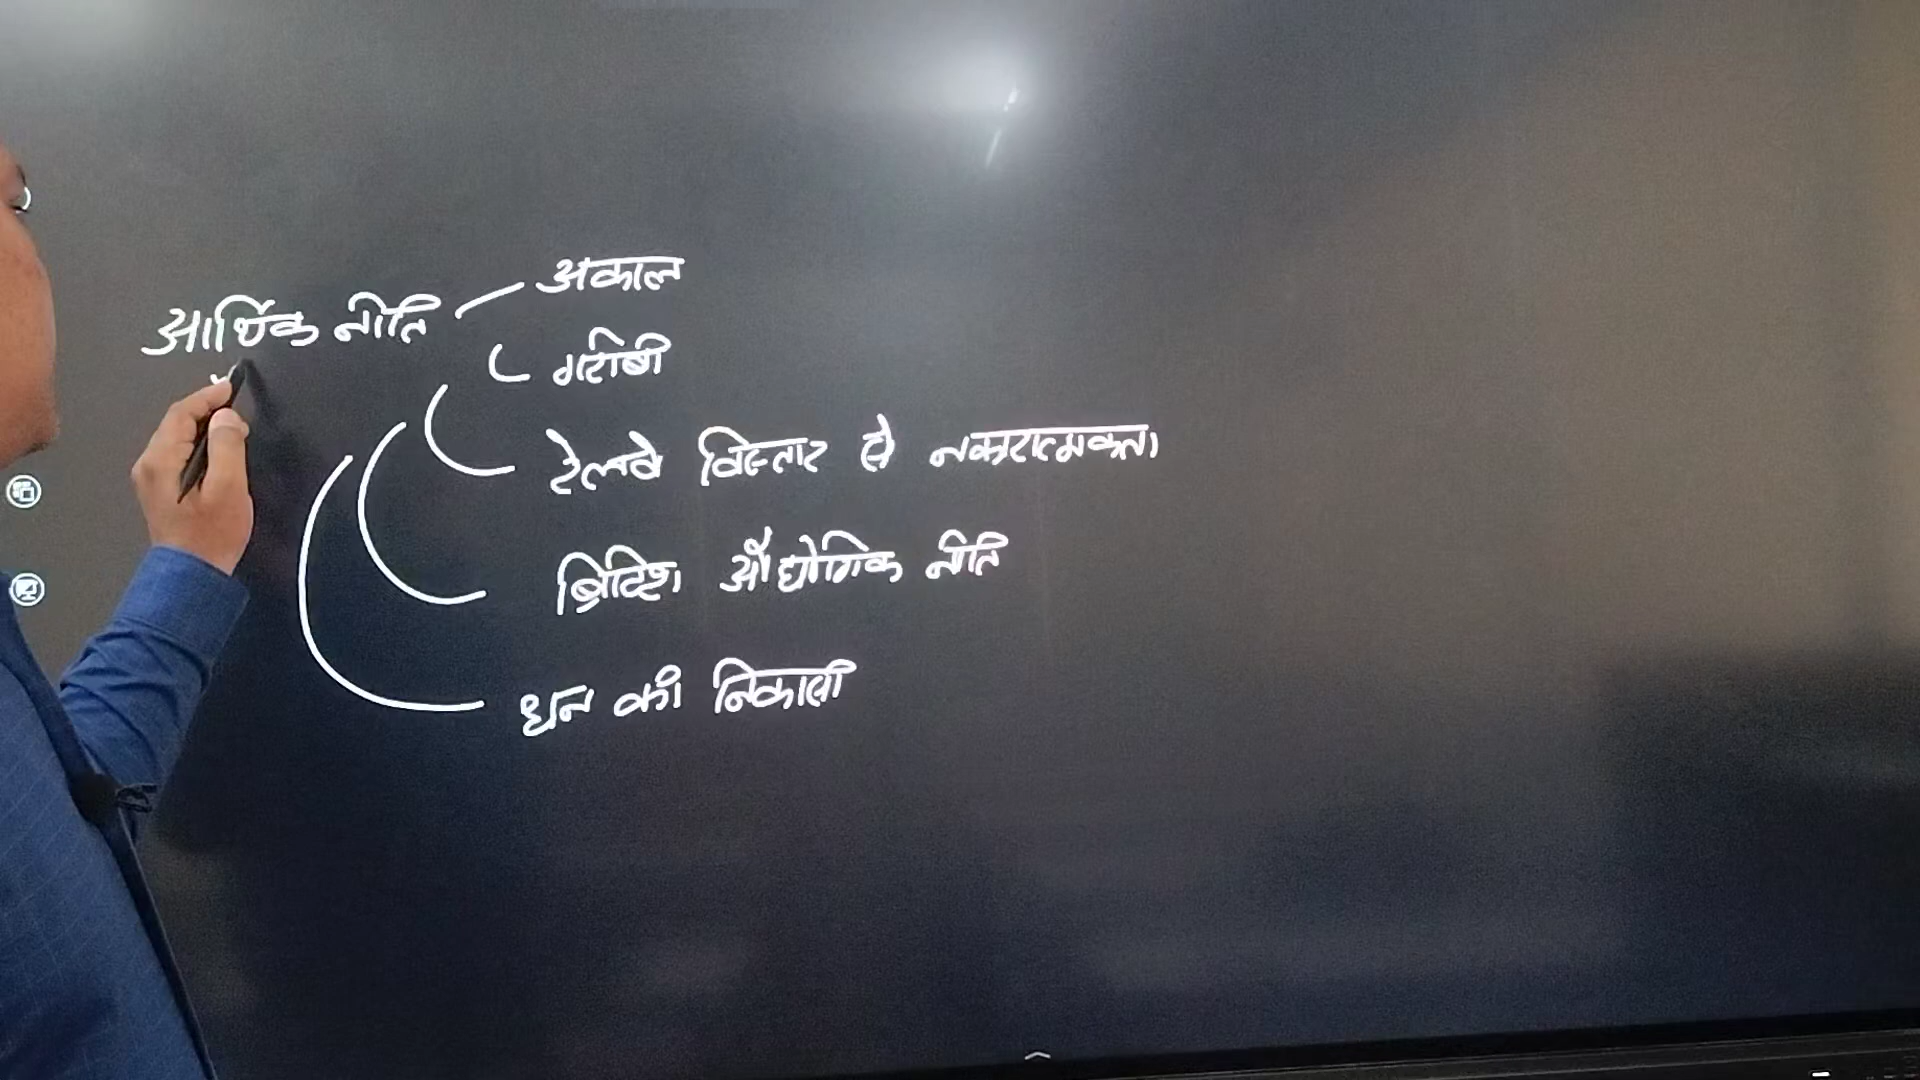 आर्थिक नीति
अकाल
गरीबी
रेलवे विस्तार से नकारात्मकता
ब्रिटिश औद्योगिक नीति
धन की निकासी